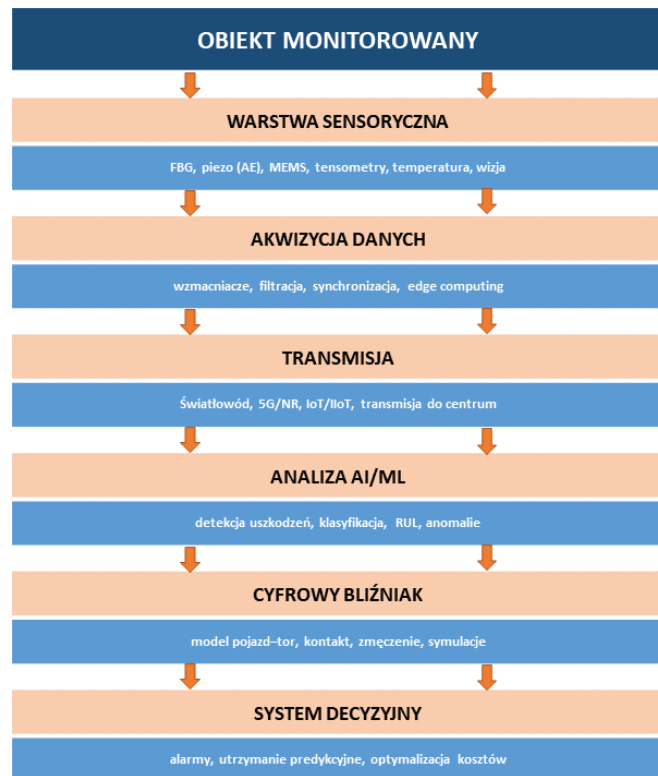 OBIEKT MONITOROWANY
WARSTWA SENSORYCZNA
FBG, piezo (AE), MEMS, tensometry, temperatura, wizja
AKWIZYCJA DANYCH
wzmacniacze, filtracja, synchronizacja, edge computing
TRANSMISJA
Światłowód, 5G/NR, IoT/IIoT, transmisja do centrum
ANALIZA AI/ML
detekcja uszkodzeń, klasyfikacja, RUL, anomalie
CYFROWY BLIŹNIAK
model pojazd–tor, kontakt, zmęczenie, symulacje
SYSTEM DECYZYJNY
alarmy, utrzymanie predykcyjne, optymalizacja kosztów